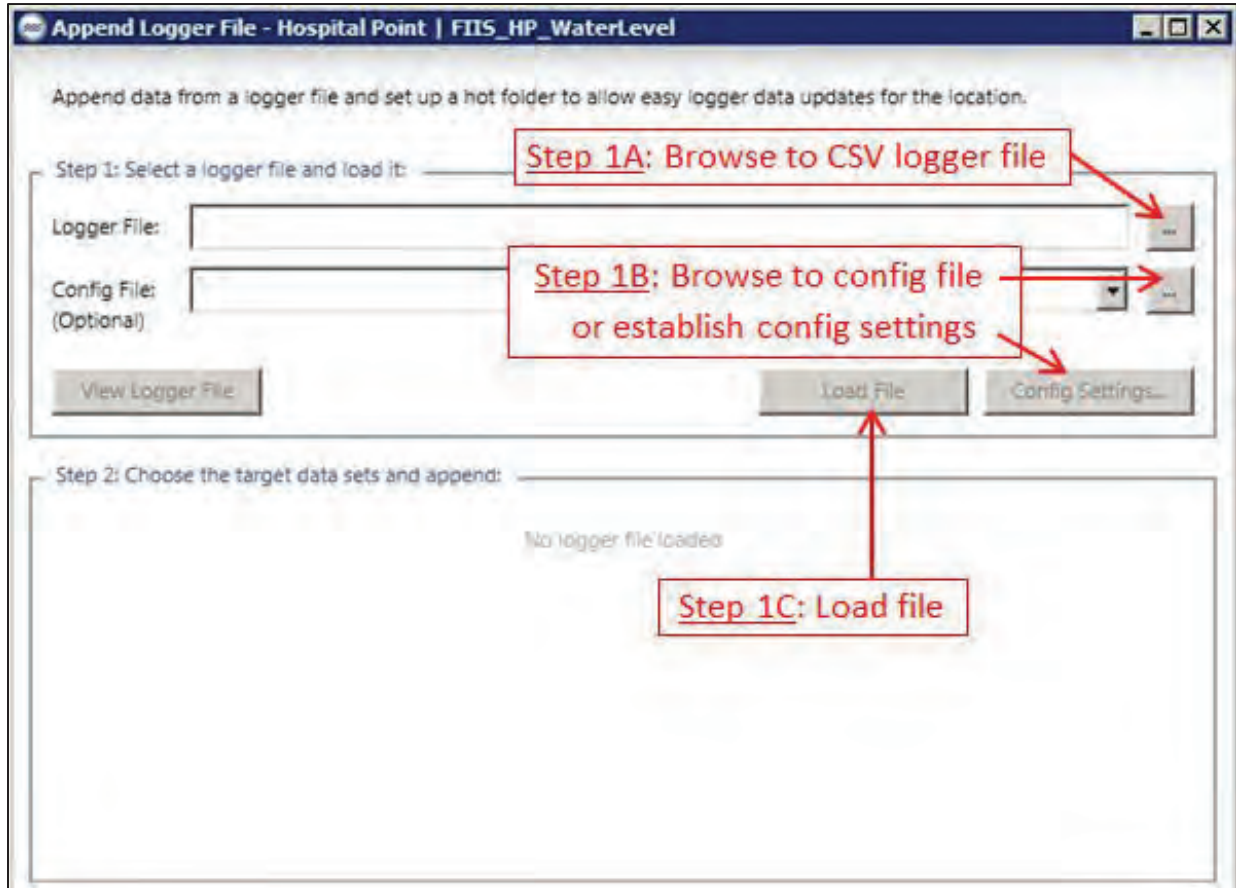 Append Logger File - Hospital Point | FIIS_HP_WaterLevel
Append data from a logger file and set up a hot folder to allow easy logger data updates for the location.
Step 1A: Browse to CSV logger file
Step 1: Select a logger file and load it:
Logger File:
...
Step 1B: Browse to config file
or establish config settings
Config File:
(Optional)
...
View Logger File
Load File
Config Settings...
Step 2: Choose the target data sets and append:
No logger file loaded
Step 1C: Load file